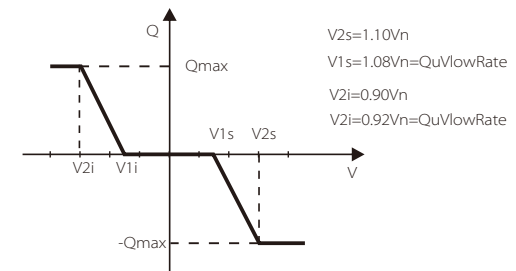 Q
Qmax
V2s=1.10Vn
V1s=1.08Vn=QuVlowRate
V2i=0.90Vn
V2i=0.92Vn=QuVlowRate
V1s V2s
V2i V1i
V
-Qmax